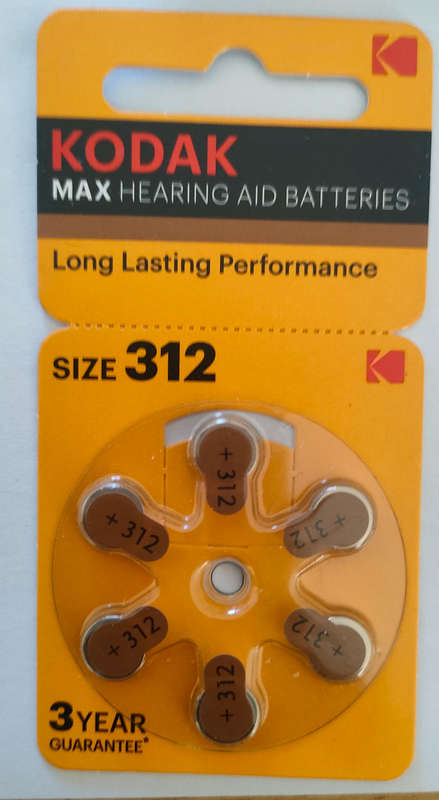 KODAK
MAX HEARING AID BATTERIES
Long Lasting Performance
SIZE 312
+ 312
+ 312
+ 312
+ 312
+ 312
+ 312
3 YEAR
GUARANTEE*